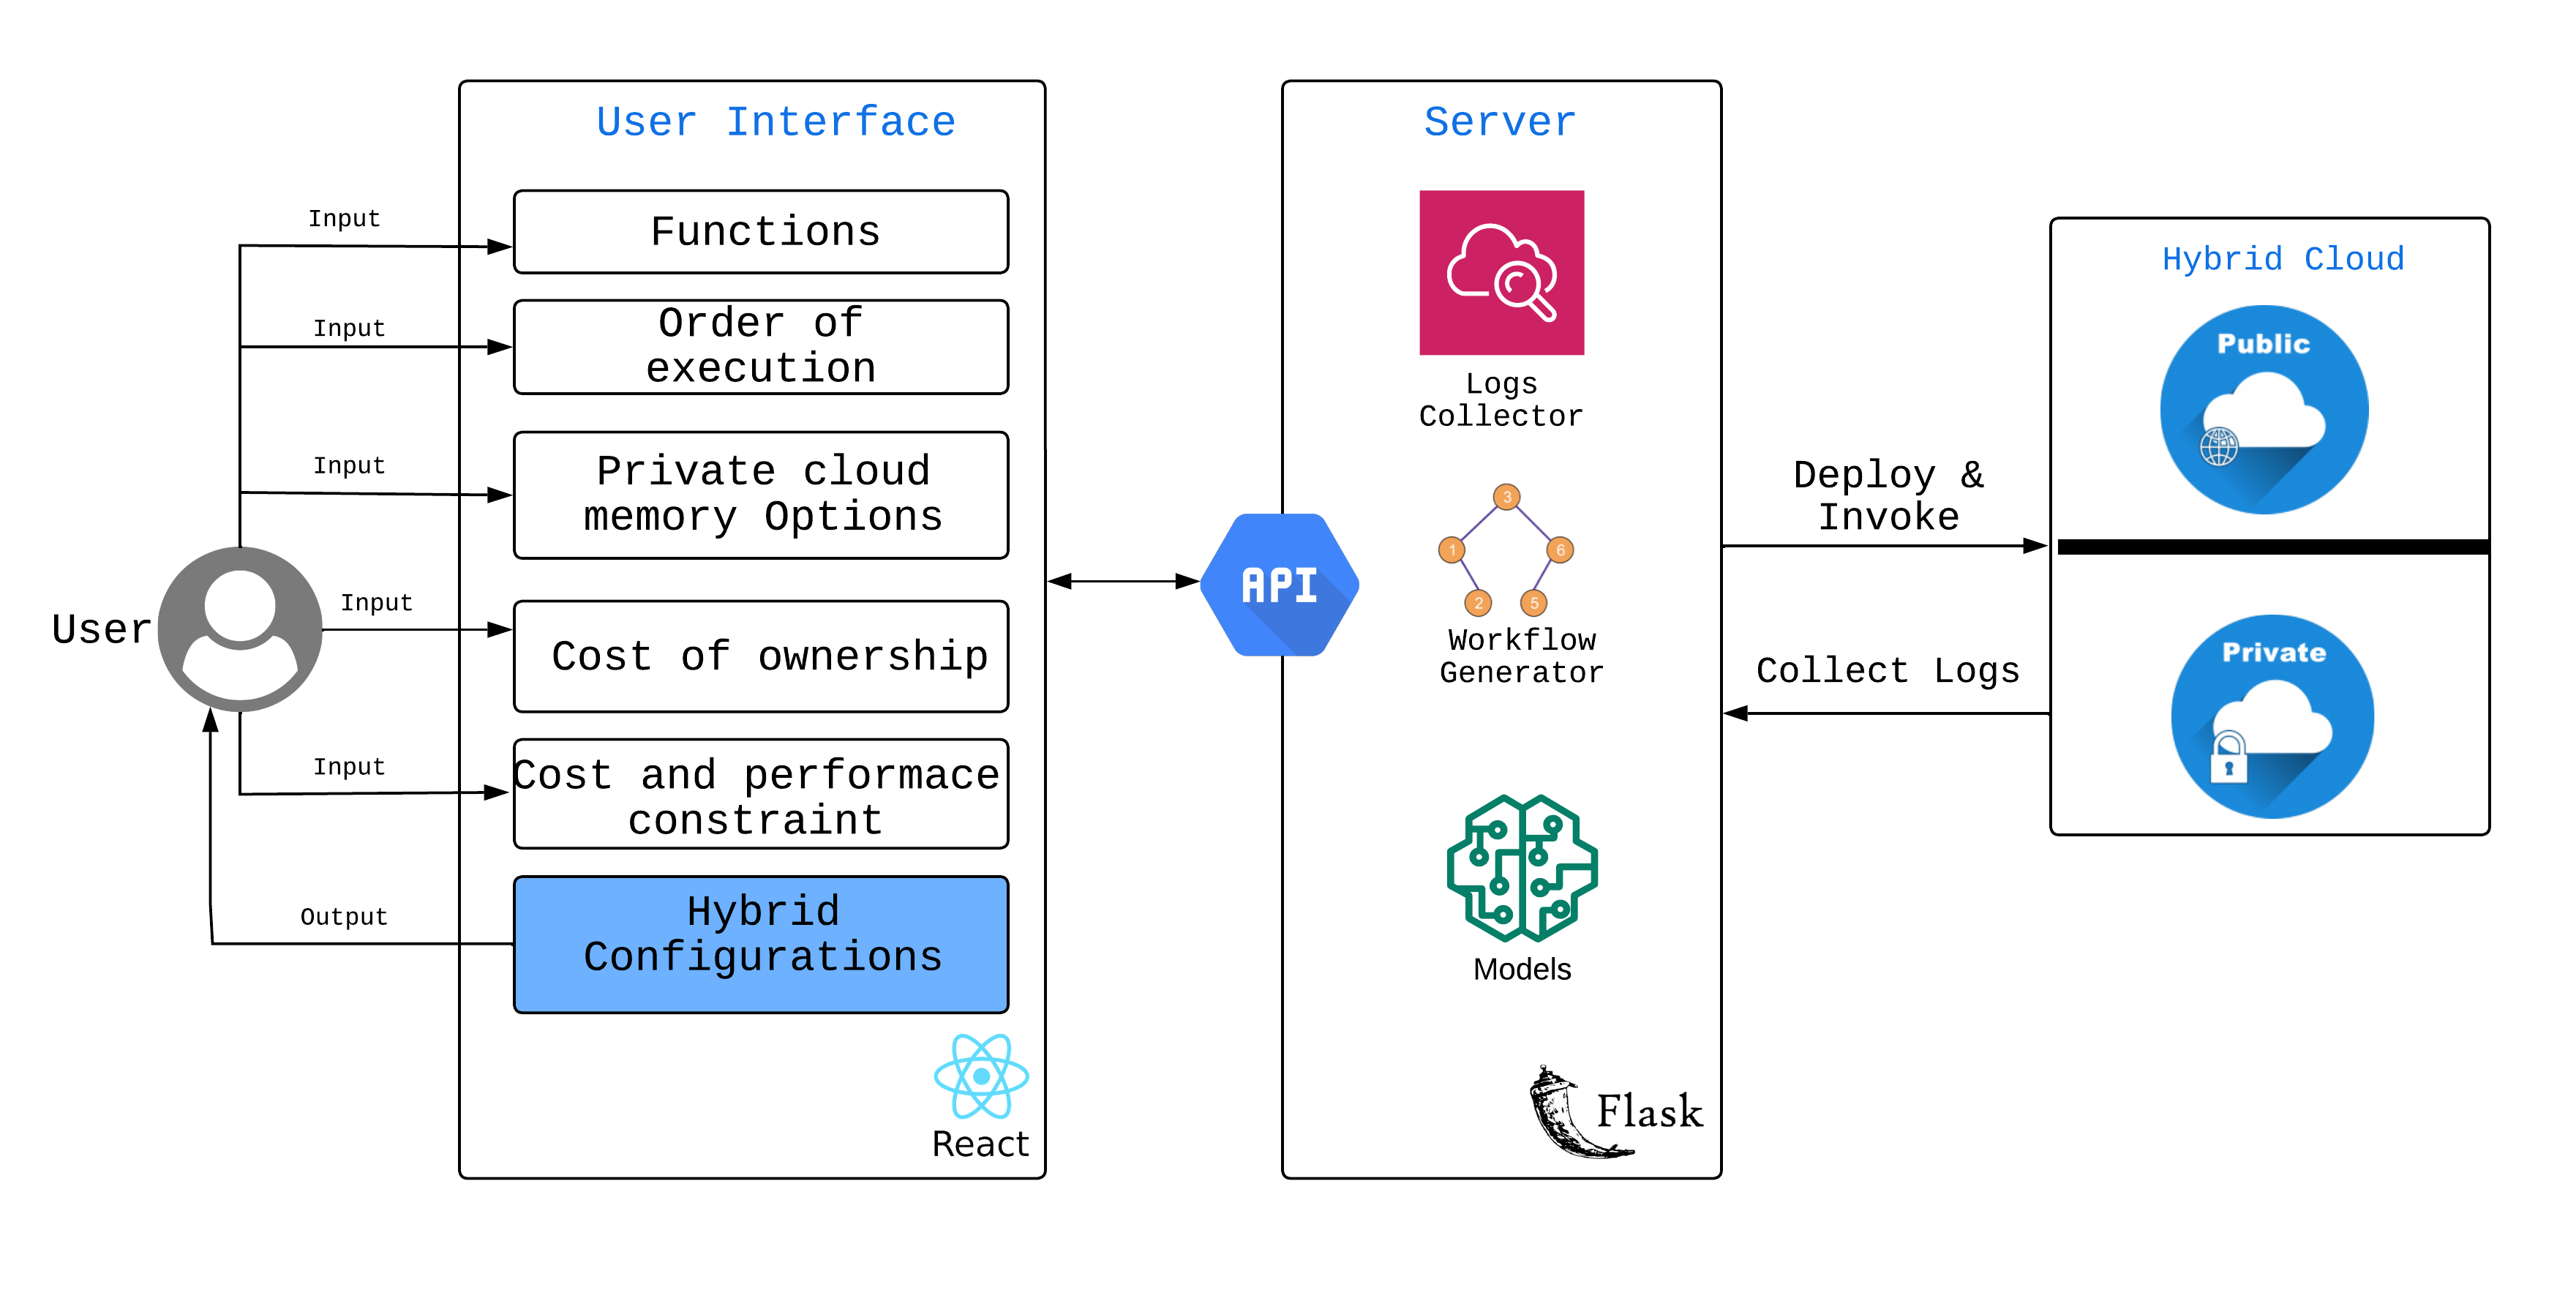 User
Input
Input
Input
Input
Input
Output
User Interface
Functions
Order of
execution
Private cloud
memory Options
Cost of ownership
Cost and performace
constraint
Hybrid
Configurations
React
API
Server
Logs
Collector
3
1
6
2
5
Workflow
Generator
Models
Flask
Deploy &
Invoke
Collect Logs
Hybrid Cloud
Public
Private